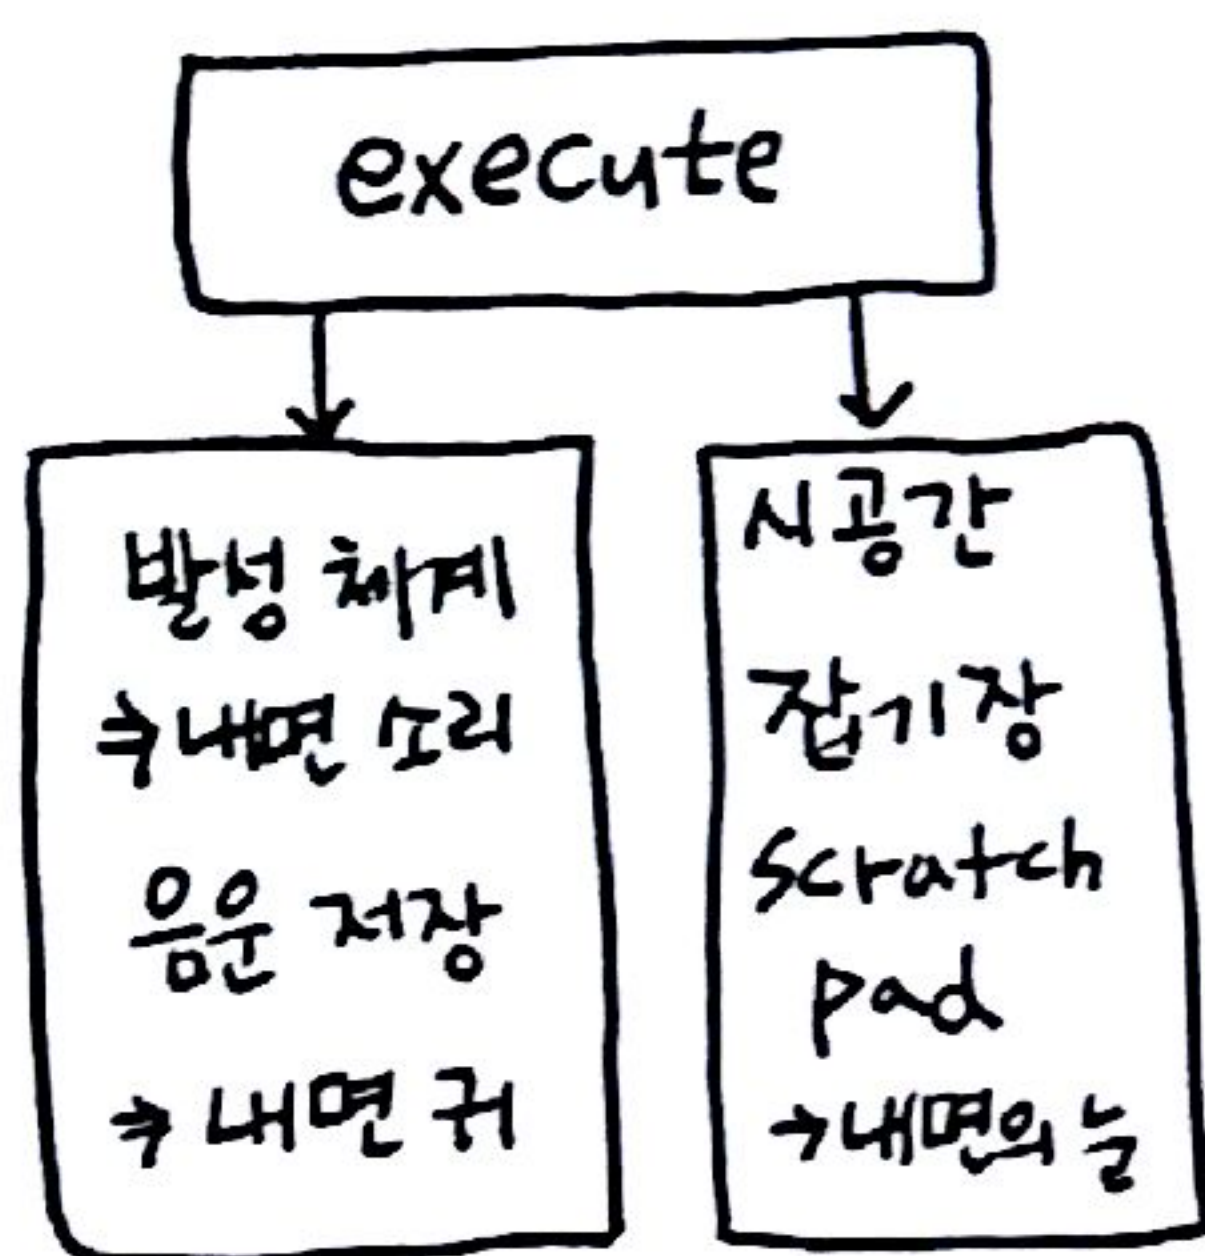 execute
발성 체계
⇒ 내면 소리
음운 저장
⇒ 내면 귀
시공간
잡기장
scratch
pad
→ 내면의 눈